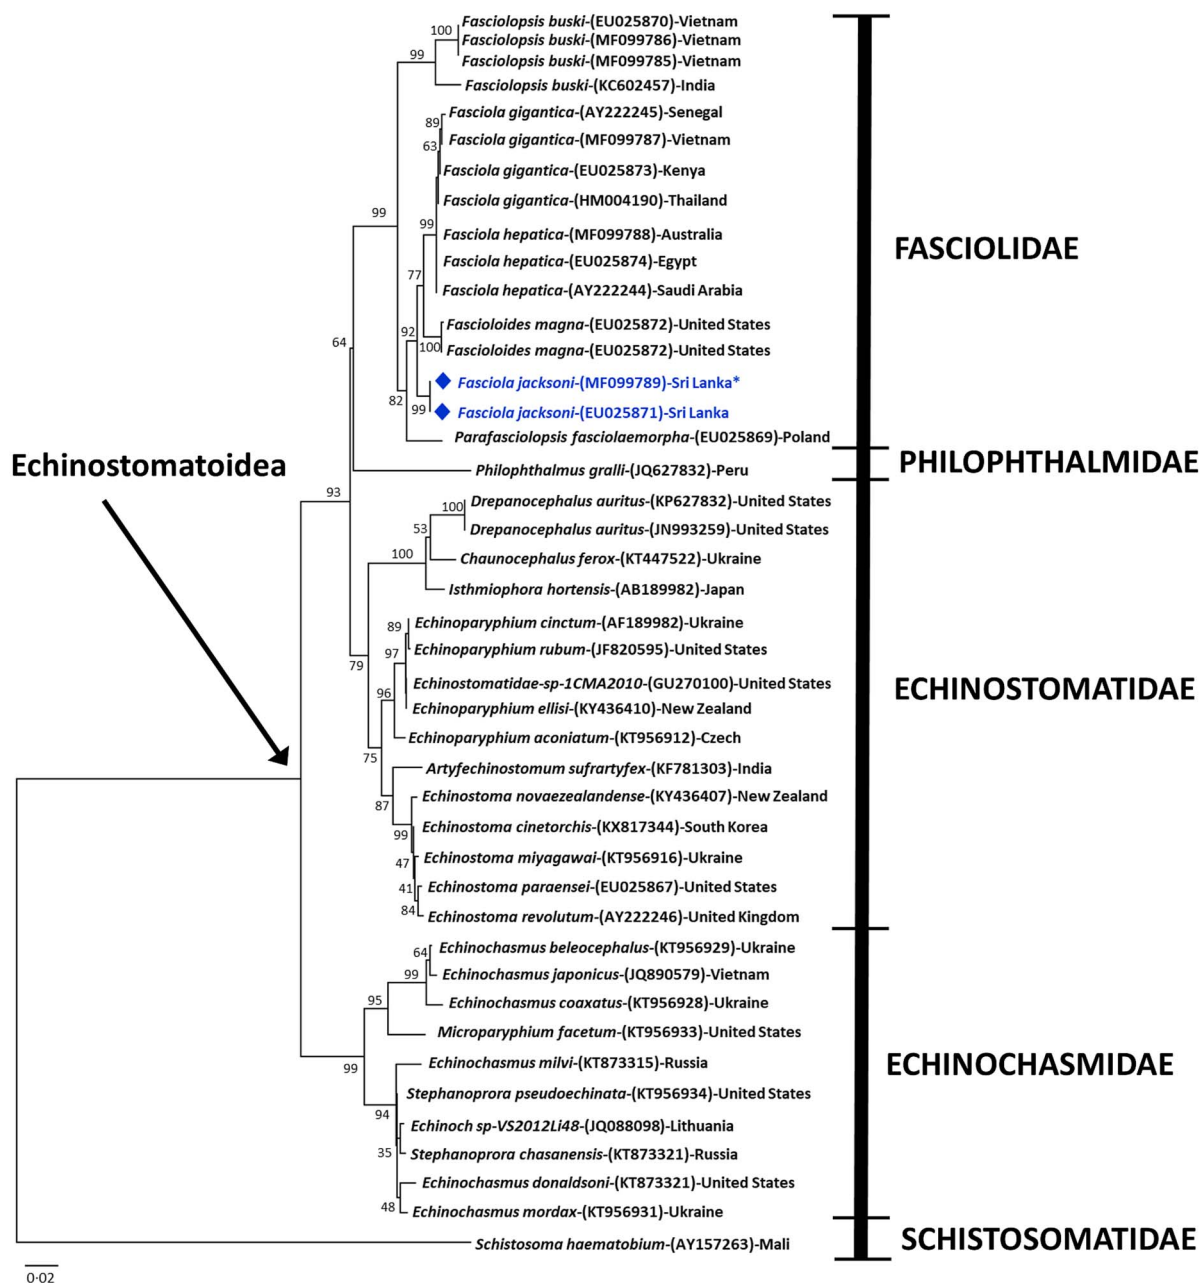 100
Fasciolopsis buski-(EU025870)-Vietnam
Fasciolopsis buski-(MF099786)-Vietnam
99
Fasciolopsis buski-(MF099785)-Vietnam
Fasciolopsis buski-(KC602457)-India
Fasciola gigantica-(AY222245)-Senegal
89
Fasciola gigantica-(MF099787)-Vietnam
63
Fasciola gigantica-(EU025873)-Kenya
Fasciola gigantica-(HM004190)-Thailand
99
99
Fasciola hepatica-(MF099788)-Australia
FASCIOLIDAE
Fasciola hepatica-(EU025874)-Egypt
77
Fasciola hepatica-(AY222244)-Saudi Arabia
Fascioloides magna-(EU025872)-United States
92
64
100
Fascioloides magna-(EU025872)-United States
Fasciola jacksoni-(MF099789)-Sri Lanka*
82
99
Fasciola jacksoni-(EU025871)-Sri Lanka
Parafasciolopsis fasciolaemorpha-(EU025869)-Poland
Echinostomatoidea
Philophthalmus gralli-(JQ627832)-Peru
PHILOPHTHALMIDAE
93
Drepanocephalus auritus-(KP627832)-United States
100
53
Drepanocephalus auritus-(JN993259)-United States
100
Chaunocephalus ferox-(KT447522)-Ukraine
Isthmiophora hortensis-(AB189982)-Japan
Echinoparyphium cinctum-(AF189982)-Ukraine
89
Echinoparyphium rubum-(JF820595)-United States
97
79
Echinostomatidae-sp-1CMA2010-(GU270100)-United States
ECHINOSTOMATIDAE
96
Echinoparyphium ellisi-(KY436410)-New Zealand
Echinoparyphium aconiatum-(KT956912)-Czech
75
Artyfechinostomum sufrartyfex-(KF781303)-India
87
Echinostoma novaezealandense-(KY436407)-New Zealand
Echinostoma cinetorchis-(KX817344)-South Korea
99
Echinostoma miyagawai-(KT956916)-Ukraine
47
Echinostoma paraensei-(EU025867)-United States
41
84
Echinostoma revolutum-(AY222246)-United Kingdom
Echinochasmus beleocephalus-(KT956929)-Ukraine
64
99
Echinochasmus japonicus-(JQ890579)-Vietnam
95
Echinochasmus coaxatus-(KT956928)-Ukraine
Microparyphium facetum-(KT956933)-United States
99
Echinochasmus milvi-(KT873315)-Russia
ECHINOCHASMIDAE
Stephanoprora pseudoechinata-(KT956934)-United States
94
Echinoch sp-VS2012Li48-(JQ088098)-Lithuania
35
Stephanoprora chasanensis-(KT873321)-Russia
Echinochasmus donaldsoni-(KT873321)-United States
48
Echinochasmus mordax-(KT956931)-Ukraine
Schistosoma haematobium-(AY157263)-Mali
SCHISTOSOMATIDAE
0·02